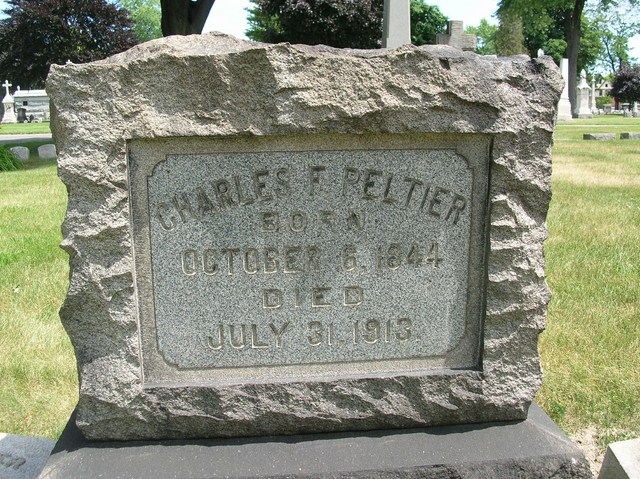 CHARLES F. PELTIER
BORN
OCTOBER 6, 1844
DIED
JULY 31, 1913.